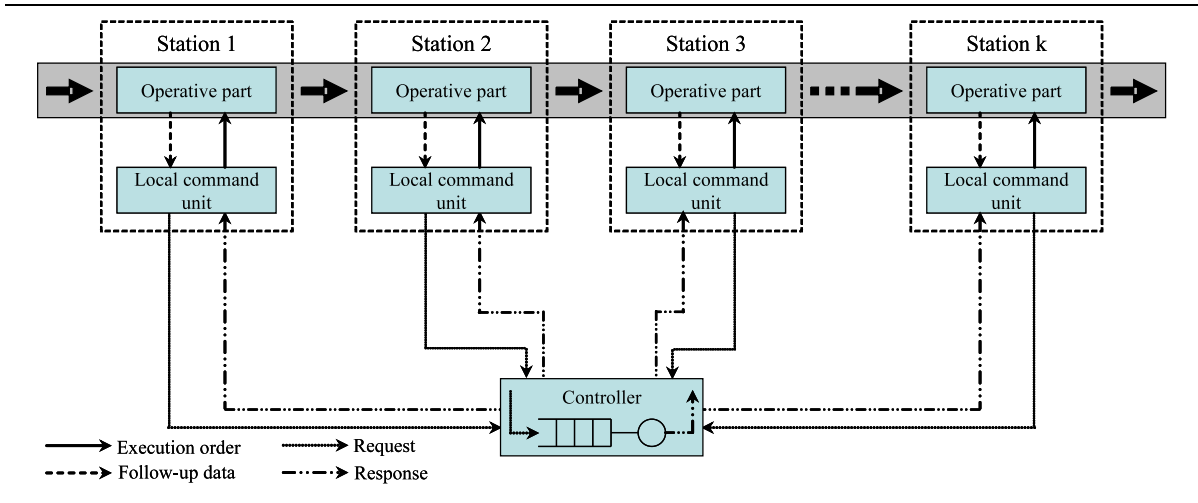 Station 1
Station 2
Station 3
Station k
Operative part
Operative part
Operative part
Operative part
Local command
unit
Local command
unit
Local command
unit
Local command
unit
Controller
Execution order
Request
Follow-up data
Response